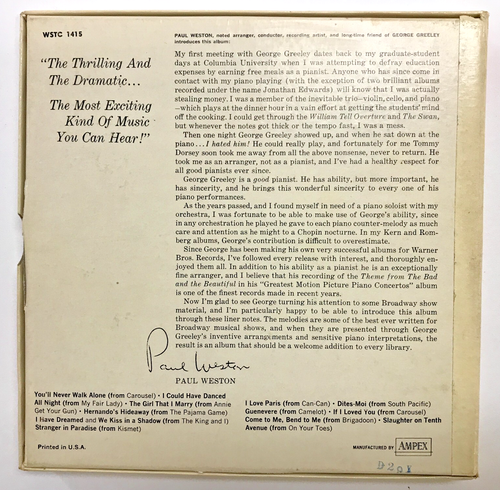 WSTC 1415
PAUL WESTON, noted arranger, conductor, recording artist, and long-time friend of GEORGE GREELEY
introduces this album:
"The Thrilling And
The Dramatic...
The Most Exciting
Kind Of Music
You Can Hear!"
My first meeting with George Greeley dates back to my graduate-student
days at Columbia University when I was attempting to defray education
expenses by earning free meals as a pianist. Anyone who has since come in
contact with my piano playing (with the exception of two brilliant albums
recorded under the name Jonathan Edwards) will know that I was actually
stealing money. I was a member of the inevitable trio—violin, cello, and piano
—which plays at the dinner hour in a vain effort at getting the students' mind
off the cooking. I could get through the William Tell Overture and The Swan,
but whenever the notes got thick or the tempo fast, I was a mess.
Then one night George Greeley showed up, and when he sat down at the
piano...I hated him! He could really play, and fortunately for me Tommy
Dorsey soon took me away from all the above nonsense, never to return. He
took me as an arranger, not as a pianist, and I've had a healthy respect for
all good pianists ever since.
George Greeley is a good pianist. He has ability, but more important, he
has sincerity, and he brings this wonderful sincerity to every one of his
piano performances.
As the years passed, and I found myself in need of a piano soloist with my
orchestra, I was fortunate to be able to make use of George's ability, since
in any orchestration he played he gave to each piano counter-melody as much
care and attention as he might to a Chopin nocturne. In my Kern and Rom-
berg albums, George's contribution is difficult to overestimate.
Since George has been making his own very successful albums for Warner
Bros. Records, I've followed every release with interest, and thoroughly en-
joyed them all. In addition to his ability as a pianist he is an exceptionally
fine arranger, and I believe that his recording of the Theme from The Bad
and the Beautiful in his "Greatest Motion Picture Piano Concertos" album
is one of the finest records made in recent years.
Now I'm glad to see George turning his attention to some Broadway show
material, and I'm particularly happy to be able to introduce this album
through these liner notes. The melodies are some of the best ever written for
Broadway musical shows, and when they are presented through George
Greeley's inventive arrangements and sensitive piano interpretations, the
result is an album that should be a welcome addition to every library.
Paul Weston
PAUL WESTON
You'll Never Walk Alone (from Carousel) • I Could Have Danced
All Night (from My Fair Lady) • The Girl That I Marry (from Annie
Get Your Gun) • Hernando's Hideaway (from The Pajama Game)
I Have Dreamed and We Kiss in a Shadow (from The King and I)
Stranger in Paradise (from Kismet)
I Love Paris (from Can-Can) • Dites-Moi (from South Pacific)
Guenevere (from Camelot) • If I Loved You (from Carousel)
Come to Me, Bend to Me (from Brigadoon) • Slaughter on Tenth
Avenue (from On Your Toes)
Printed in U.S.A.
MANUFACTURED BY AMPEX
D201